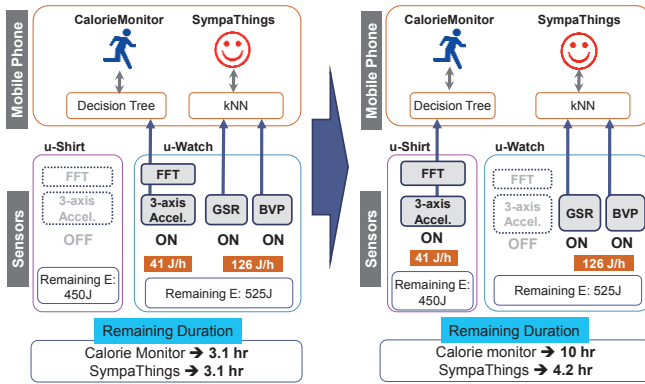 Mobile Phone
CalorieMonitor
SympaThings
Decision Tree
kNN
Sensors
u-Shirt
u-Watch
FFT
3-axis
Accel.
OFF
FFT
3-axis
Accel.
GSR
BVP
ON
ON
ON
41 J/h
126 J/h
Remaining E:
450J
Remaining E: 525J
Remaining Duration
Calorie Monitor ➔ 3.1 hr
SympaThings ➔ 3.1 hr
Mobile Phone
CalorieMonitor
SympaThings
Decision Tree
kNN
Sensors
u-Shirt
u-Watch
FFT
3-axis
Accel.
ON
41 J/h
FFT
3-axis
Accel.
OFF
GSR
BVP
ON
ON
126 J/h
Remaining E:
450J
Remaining E: 525J
Remaining Duration
Calorie monitor ➔ 10 hr
SympaThings ➔ 4.2 hr